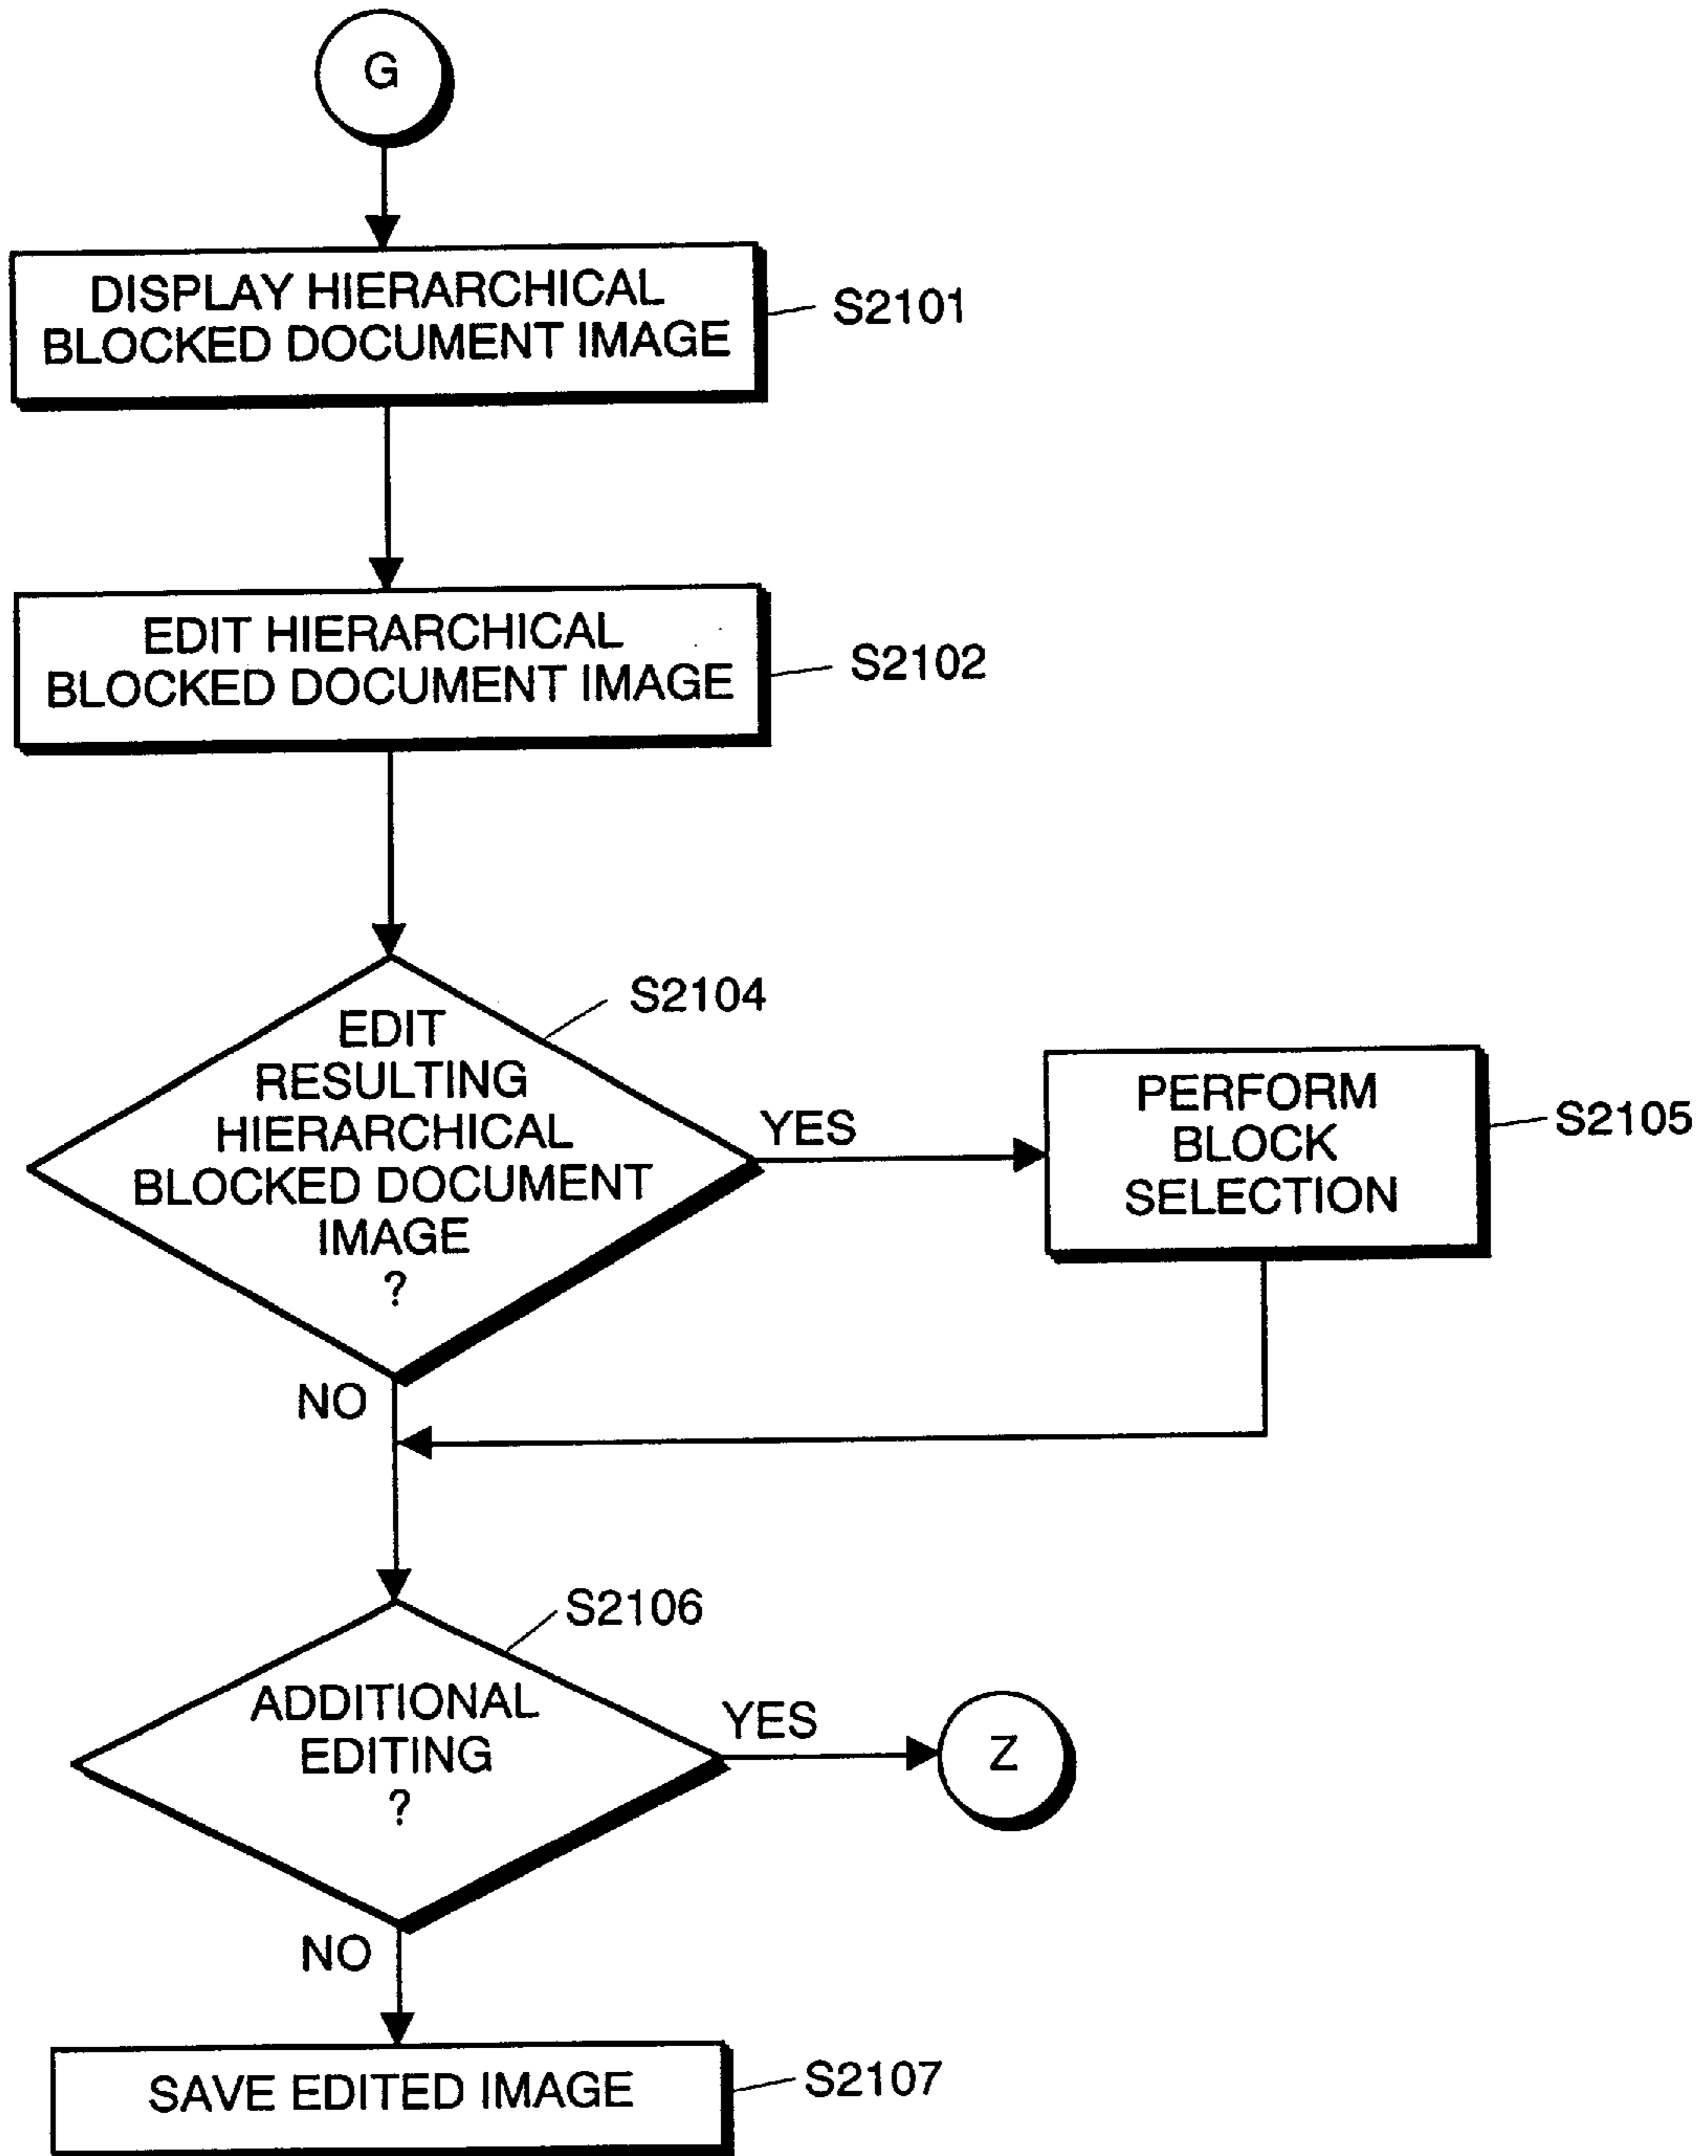 G
DISPLAY HIERARCHICAL
BLOCKED DOCUMENT IMAGE
S2101
EDIT HIERARCHICAL
BLOCKED DOCUMENT IMAGE
S2102
S2104
EDIT
RESULTING
HIERARCHICAL
BLOCKED DOCUMENT
IMAGE
?
YES
PERFORM
BLOCK
SELECTION
S2105
NO
S2106
ADDITIONAL
EDITING
?
YES
Z
NO
SAVE EDITED IMAGE
S2107